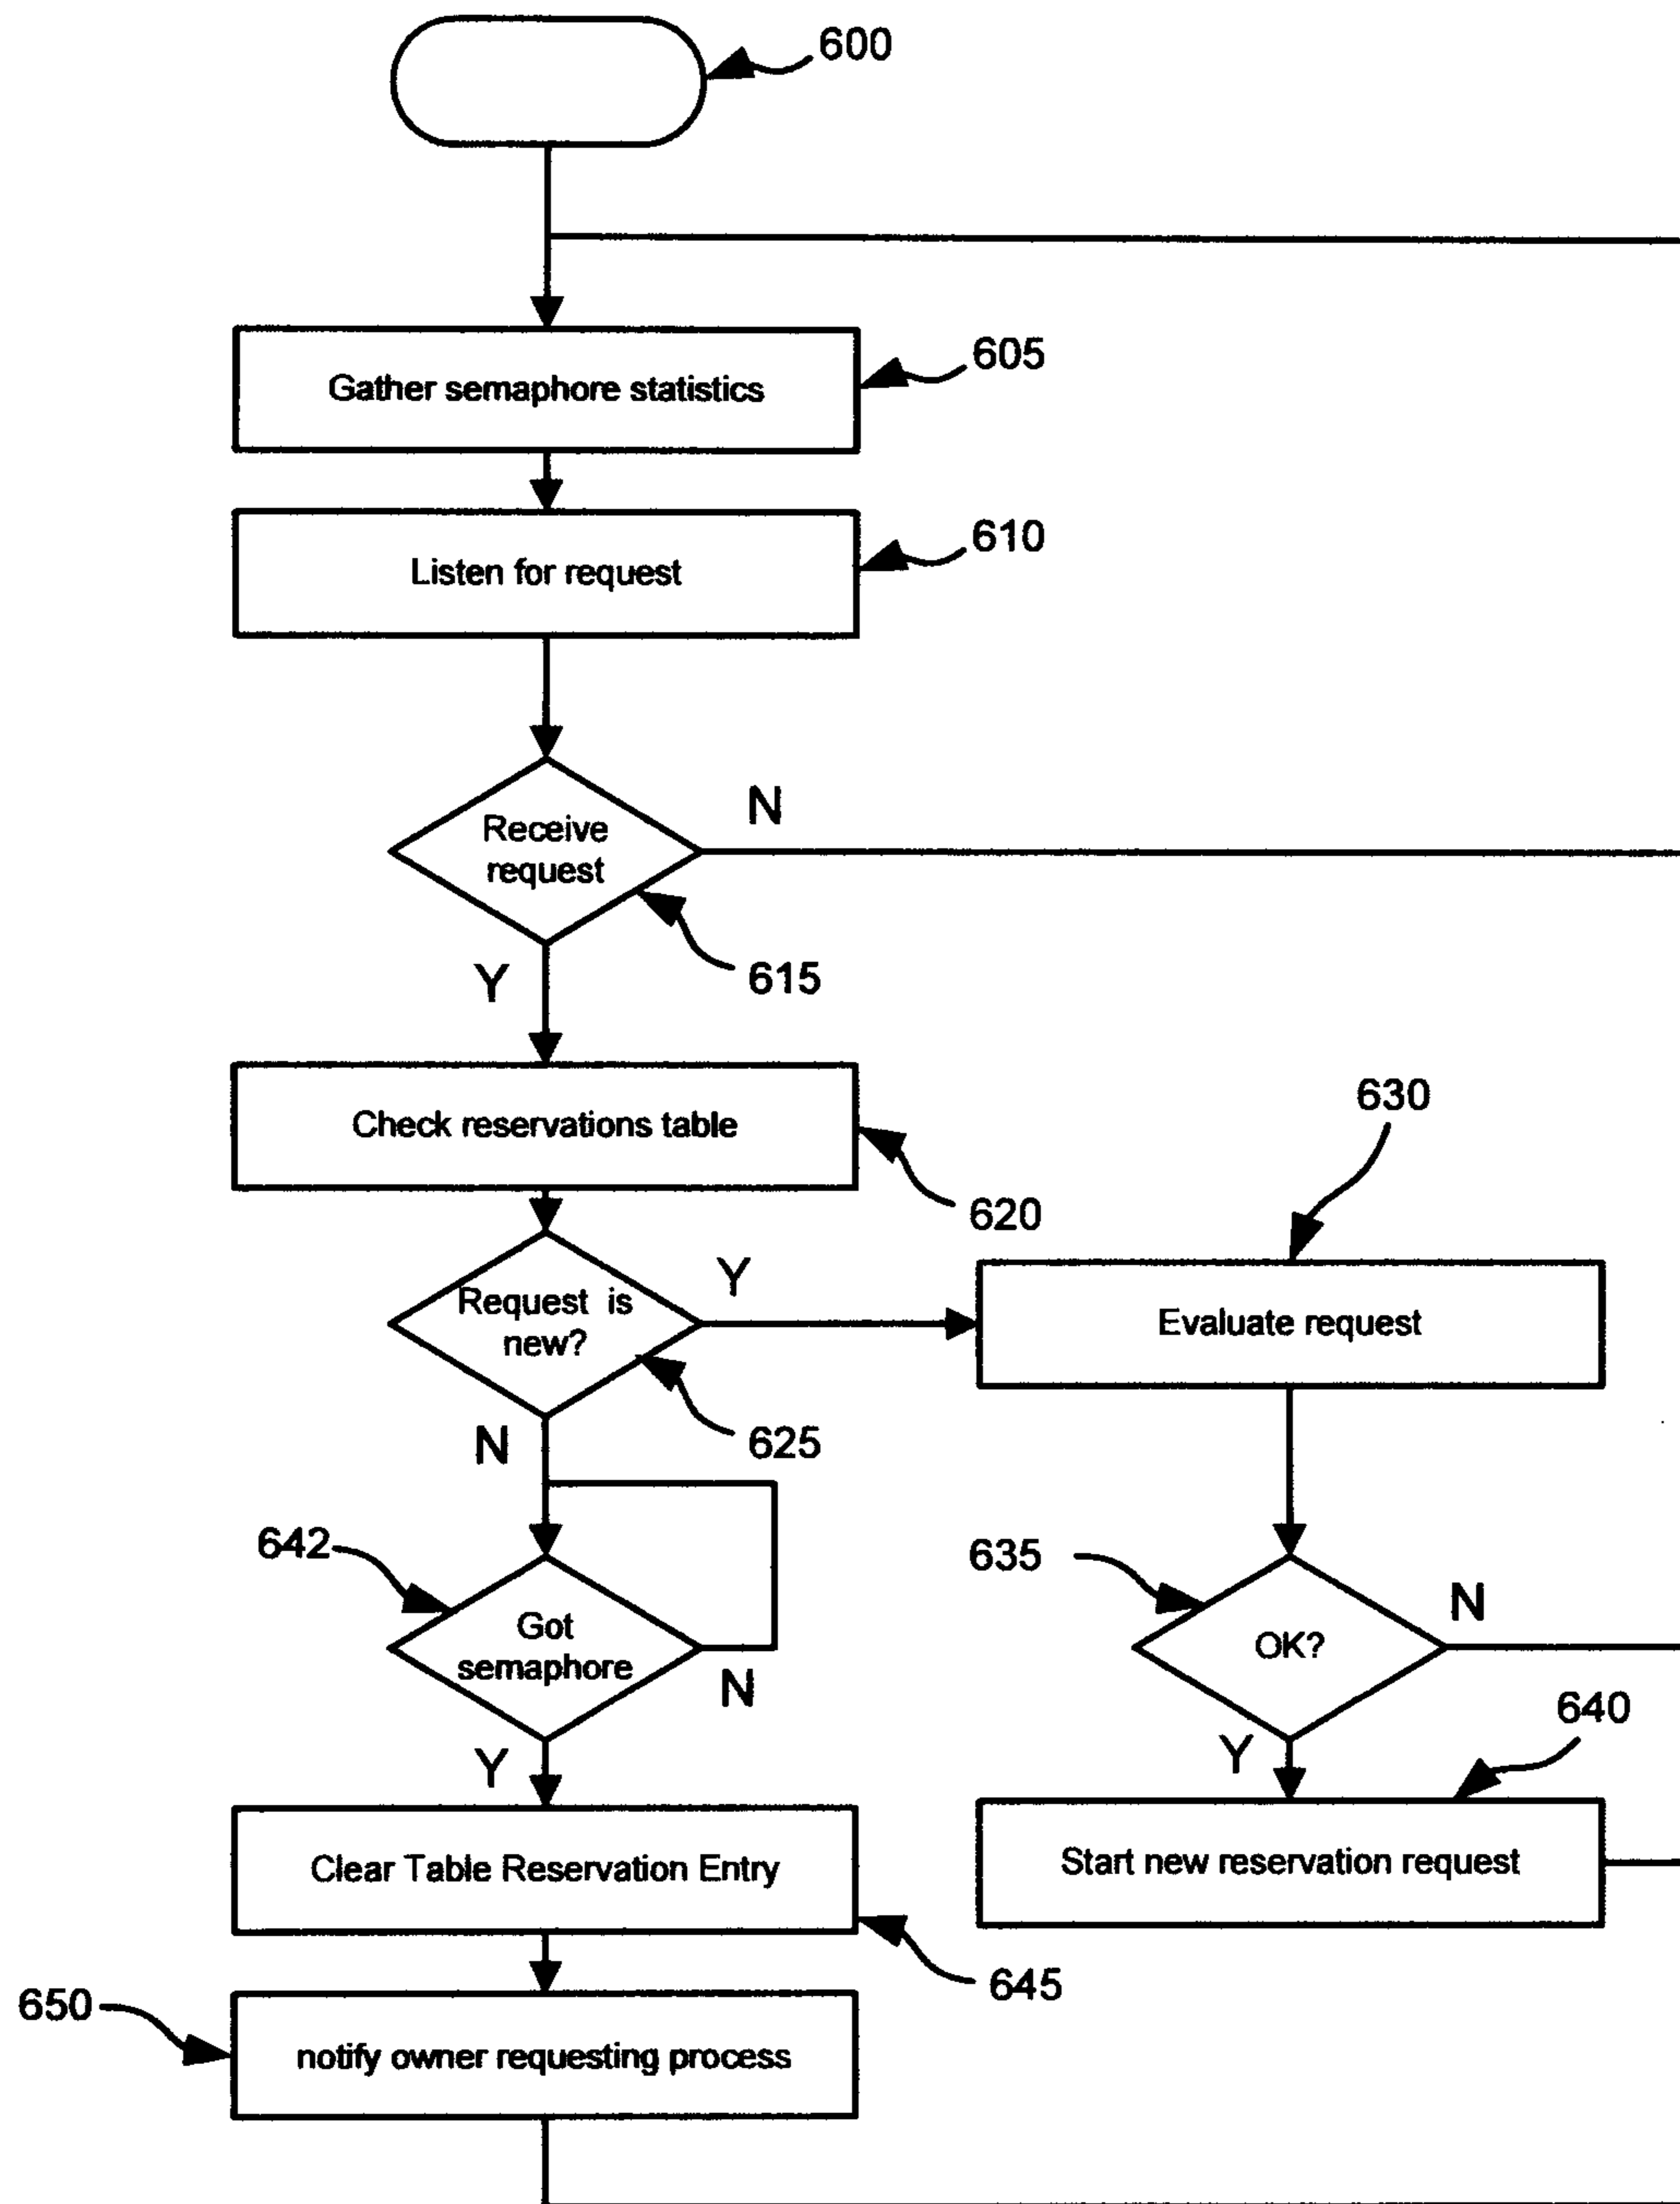 600
Gather semaphore statistics
605
Listen for request
610
Receive
request
N
Y
615
Check reservations table
620
630
Request is
new?
Y
Evaluate request
N
625
642
Got
semaphore
N
635
OK?
N
Y
640
Y
Clear Table Reservation Entry
Start new reservation request
645
650
notify owner requesting process